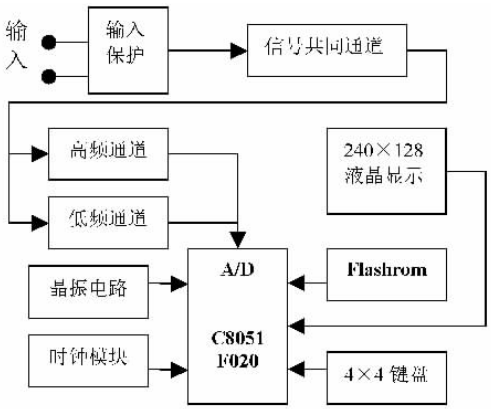 输
入
输入
保护
信号共同通道
高频通道
低频通道
240×128
液晶显示
A/D
C8051
F020
Flashrom
晶振电路
时钟模块
4×4 键盘